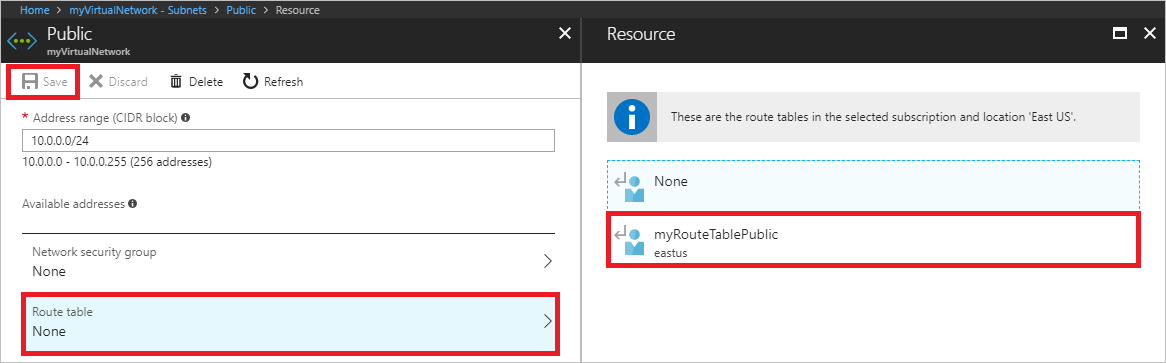 Home > myVirtualNetwork - Subnets > Public > Resource
Public
myVirtualNetwork
Save Discard Delete Refresh
* Address range (CIDR block)
10.0.0.0/24
10.0.0.0 - 10.0.0.255 (256 addresses)
Available addresses
Network security group
None
Route table
None
Resource
These are the route tables in the selected subscription and location 'East US'.
None
myRouteTablePublic
eastus